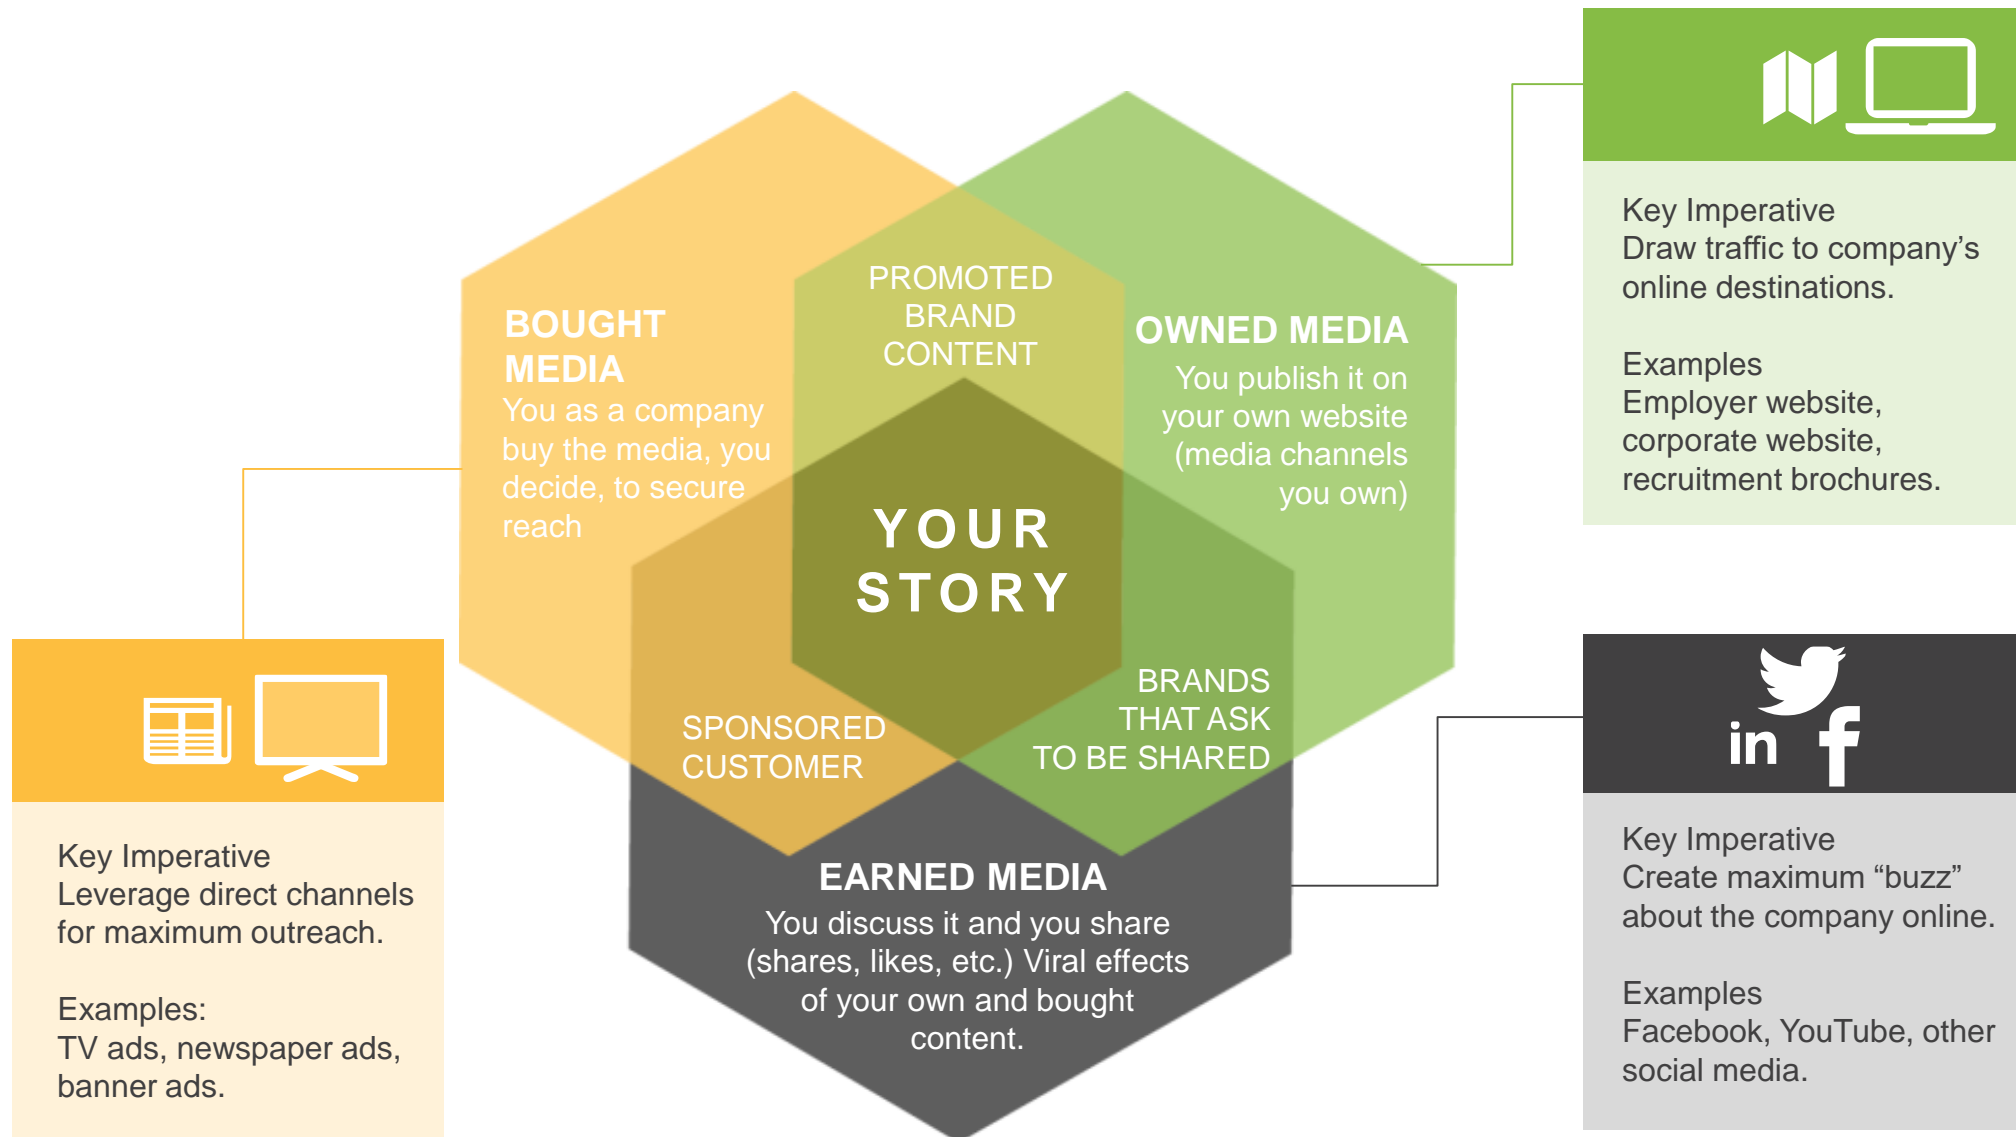 PROMOTED
BRAND
CONTENT
BOUGHT
MEDIA
You as a company
buy the media, you
decide, to secure
reach
OWNED MEDIA
You publish it on
your own website
(media channels
you own)
YOUR
STORY
SPONSORED
CUSTOMER
BRANDS
THAT ASK
TO BE SHARED
EARNED MEDIA
You discuss it and you share
(shares, likes, etc.) Viral effects
of your own and bought
content.
Key Imperative
Draw traffic to company’s
online destinations.
Examples
Employer website,
corporate website,
recruitment brochures.
Key Imperative
Leverage direct channels
for maximum outreach.
Examples:
TV ads, newspaper ads,
banner ads.
in f
Key Imperative
Create maximum “buzz”
about the company online.
Examples
Facebook, YouTube, other
social media.